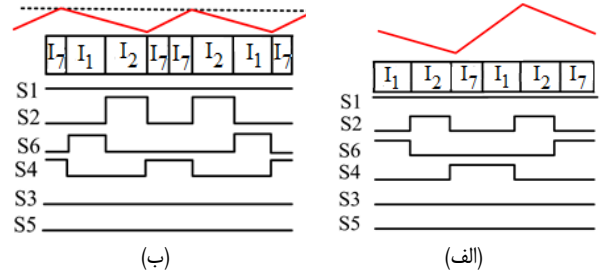 I7 I1 I2 I7 I7 I2 I1 I7
S1
S2
S6
S4
S3
S5
(ب)
I1 I2 I7 I1 I2 I7
S1
S2
S6
S4
S3
S5
(الف)